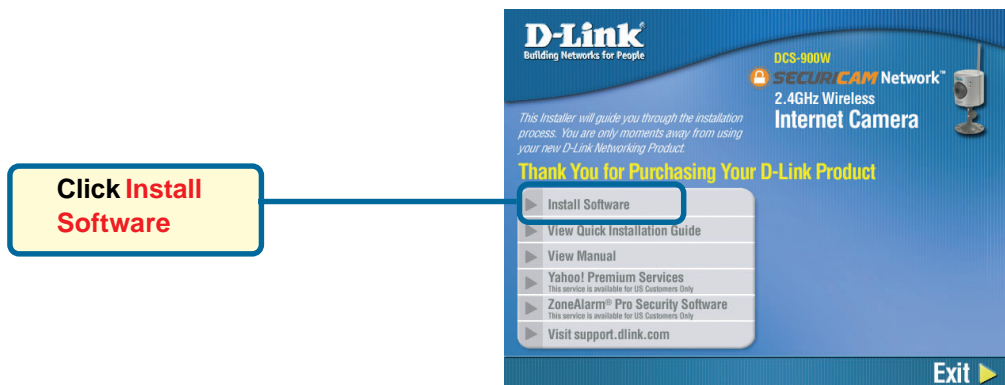 Click Install
Software
D-Link
Building Networks for People
DCS-900W
SECURICAM Network™
2.4GHz Wireless
Internet Camera
This Installer will guide you through the installation
process. You are only moments away from using
your new D-Link Networking Product.
Thank You for Purchasing Your D-Link Product
Install Software
View Quick Installation Guide
View Manual
Yahoo! Premium Services
This service is available for US Customers Only
ZoneAlarm® Pro Security Software
This service is available for US Customers Only
Visit support.dlink.com
Exit